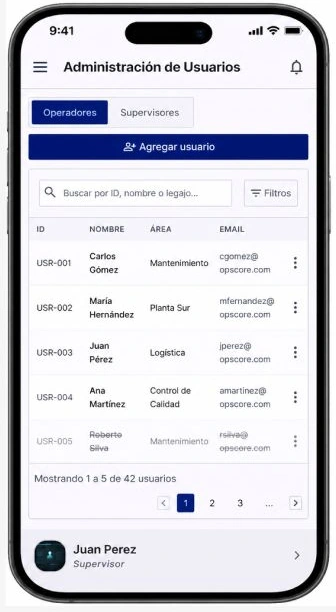 9:41
Administración de Usuarios
Operadores Supervisores
Agregar usuario
Buscar por ID, nombre o legajo... Filtros
ID NOMBRE ÁREA EMAIL
USR-001 Carlos Gómez Mantenimiento cgomez@opscore.com
USR-002 María Hernández Planta Sur mfernandez@opscore.com
USR-003 Juan Pérez Logística jperez@opscore.com
USR-004 Ana Martínez Control de Calidad amartinez@opscore.com
USR-005 Roberto Silva Mantenimiento rsilva@opscore.com
Mostrando 1 a 5 de 42 usuarios
< 1 2 3 ... >
Juan Perez
Supervisor